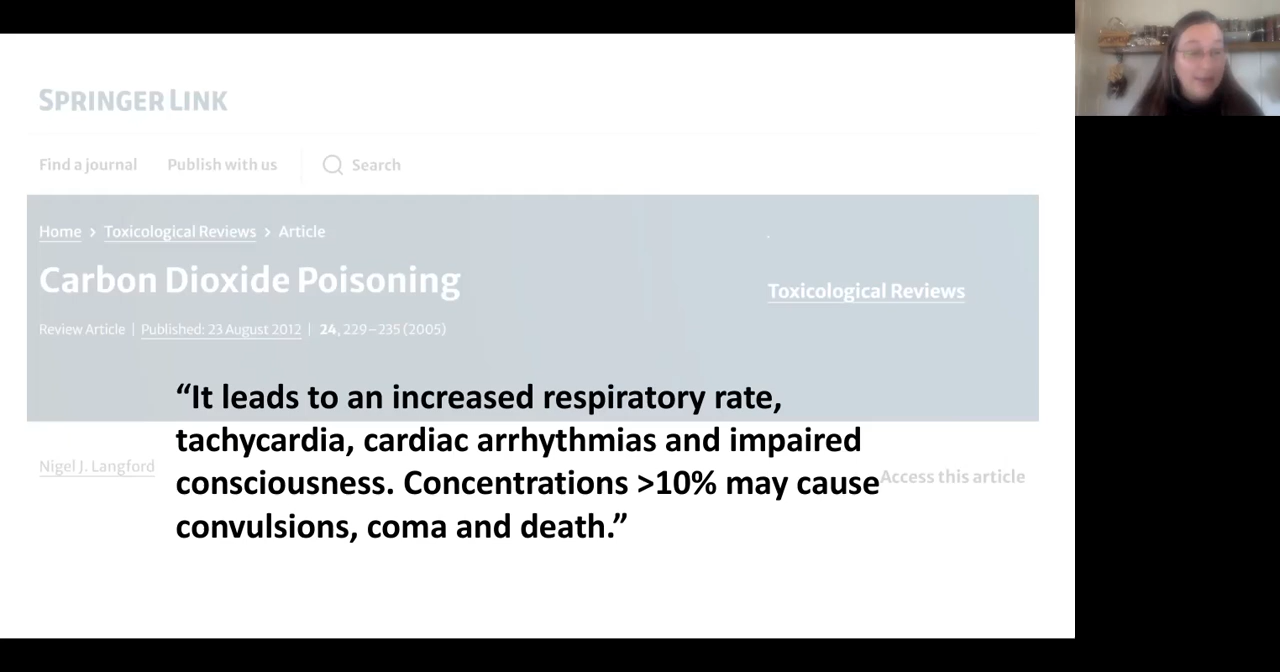 SPRINGER LINK
Find a journal Publish with us Search
Home > Toxicological Reviews > Article
Carbon Dioxide Poisoning
Toxicological Reviews
Review Article | Published: 23 August 2012 | 24, 229–235 (2005)
“It leads to an increased respiratory rate,
tachycardia, cardiac arrhythmias and impaired
consciousness. Concentrations >10% may cause
convulsions, coma and death.”
Nigel J. Langford
Access this article